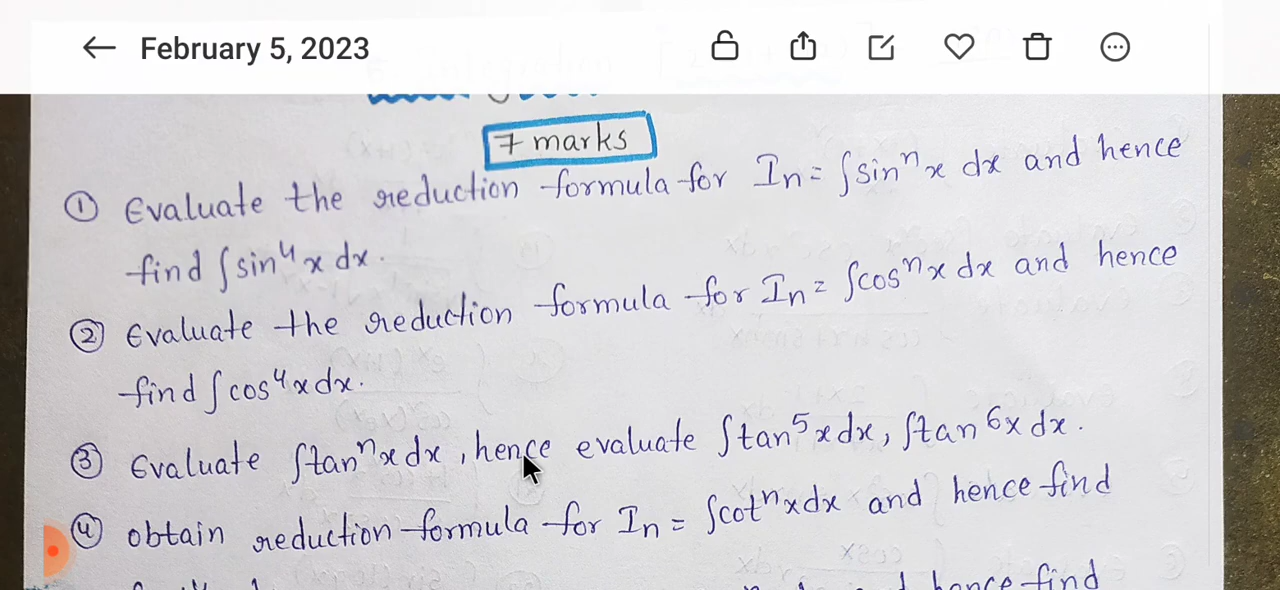 February 5, 2023
7 marks
① Evaluate the reduction formula for In = ∫sinⁿx dx and hence
find ∫sin⁴x dx.
② Evaluate the reduction formula for In = ∫cosⁿx dx and hence
find ∫cos⁴x dx.
③ Evaluate ∫tanⁿx dx, hence evaluate ∫tan⁵x dx, ∫tan⁶x dx.
④ obtain reduction formula for In = ∫cotⁿx dx and hence find
hence find